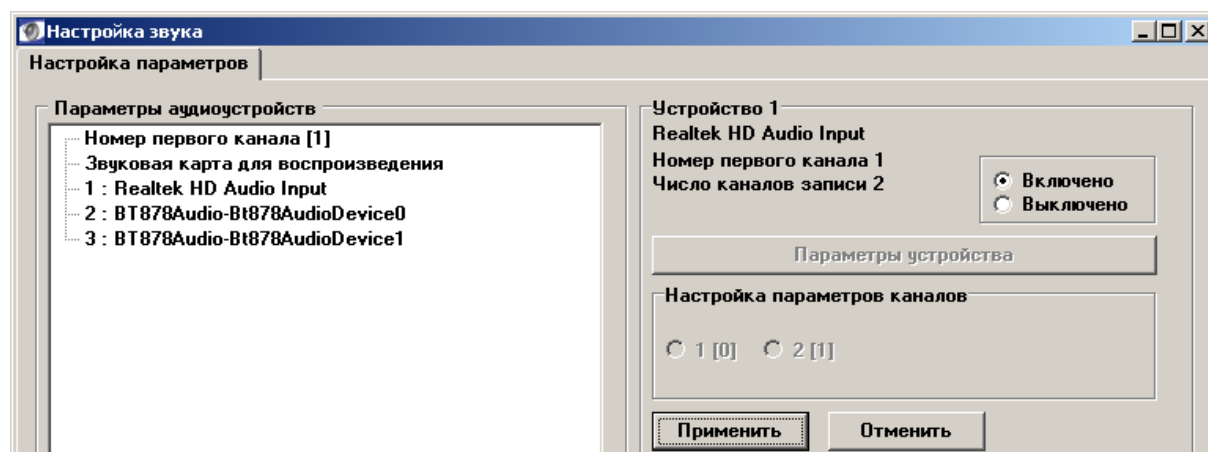 Настройка звука
Настройка параметров
Параметры аудиоустройств
Номер первого канала [1]
Звуковая карта для воспроизведения
1 : Realtek HD Audio Input
2 : BT878Audio-Bt878AudioDevice0
3 : BT878Audio-Bt878AudioDevice1
Устройство 1
Realtek HD Audio Input
Номер первого канала 1
Число каналов записи 2
Включено
Выключено
Параметры устройства
Настройка параметров каналов
1 [0] 2 [1]
Применить Отменить